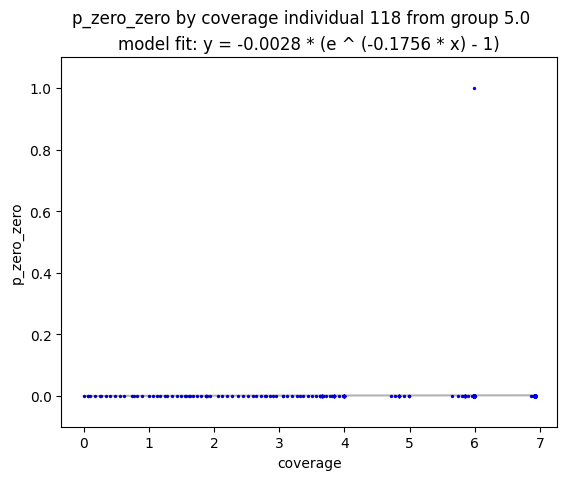 p_zero_zero by coverage individual 118 from group 5.0
model fit: y = -0.0028 * (e ^ (-0.1756 * x) - 1)
1.0
0.8
0.6
0.4
0.2
0.0
p_zero_zero
0 1 2 3 4 5 6 7
coverage